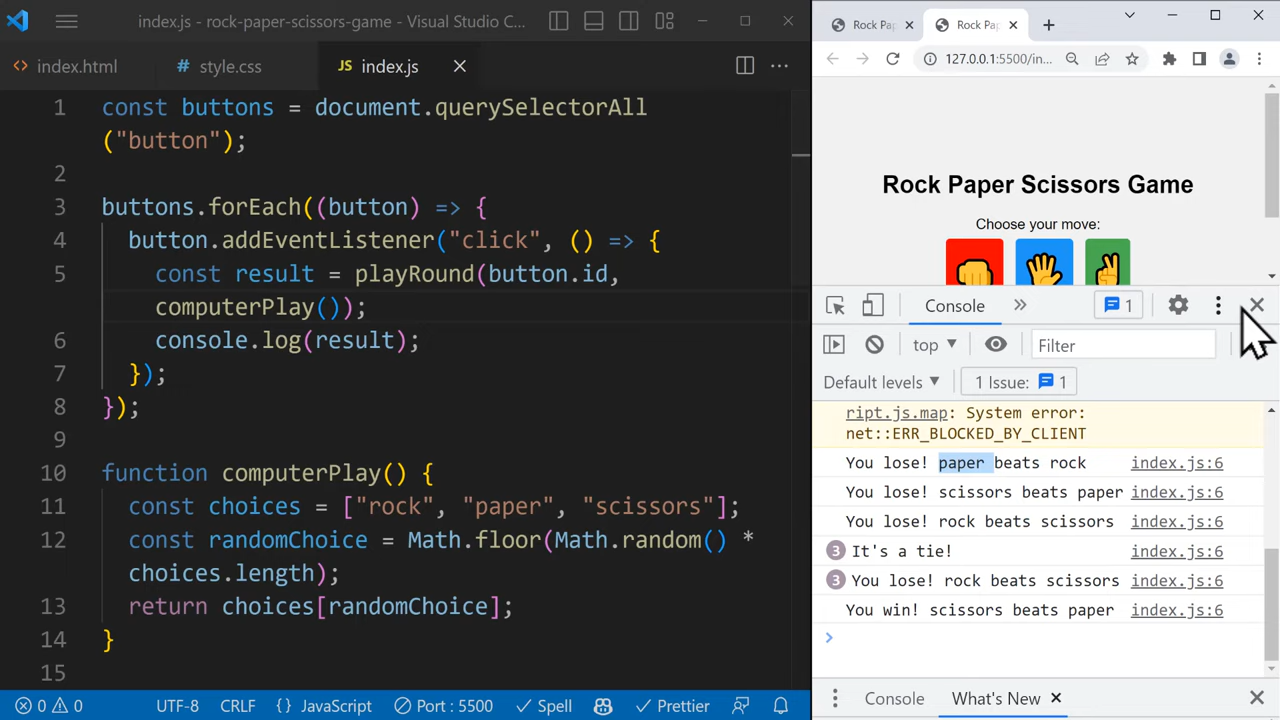 index.js - rock-paper-scissors-game - Visual Studio C...
index.html
# style.css
JS index.js
1 const buttons = document.querySelectorAll
("button");
2
3 buttons.forEach((button) => {
4 button.addEventListener("click", () => {
5 const result = playRound(button.id,
computerPlay());
6 console.log(result);
7 });
8 });
9
10 function computerPlay() {
11 const choices = ["rock", "paper", "scissors"];
12 const randomChoice = Math.floor(Math.random() *
choices.length);
13 return choices[randomChoice];
14 }
15
0 0 UTF-8 CRLF {} JavaScript Port : 5500 Spell Prettier
Rock Pap
Rock Pap
127.0.0.1:5500/in...
Rock Paper Scissors Game
Choose your move:
Console
1
top
Filter
Default levels
1 Issue: 1
ript.js.map: System error:
net::ERR_BLOCKED_BY_CLIENT
You lose! paper beats rock index.js:6
You lose! scissors beats paper index.js:6
You lose! rock beats scissors index.js:6
3 It's a tie! index.js:6
3 You lose! rock beats scissors index.js:6
You win! scissors beats paper index.js:6
Console What's New